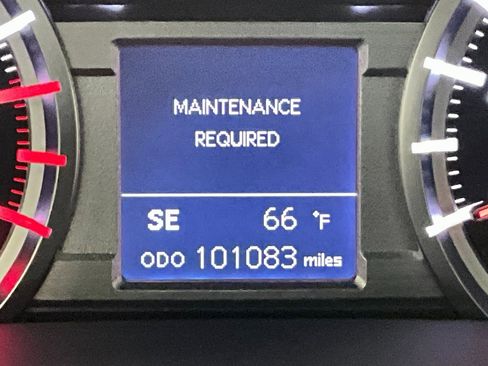 MAINTENANCE
REQUIRED
SE 66 °F
ODO 101083 miles